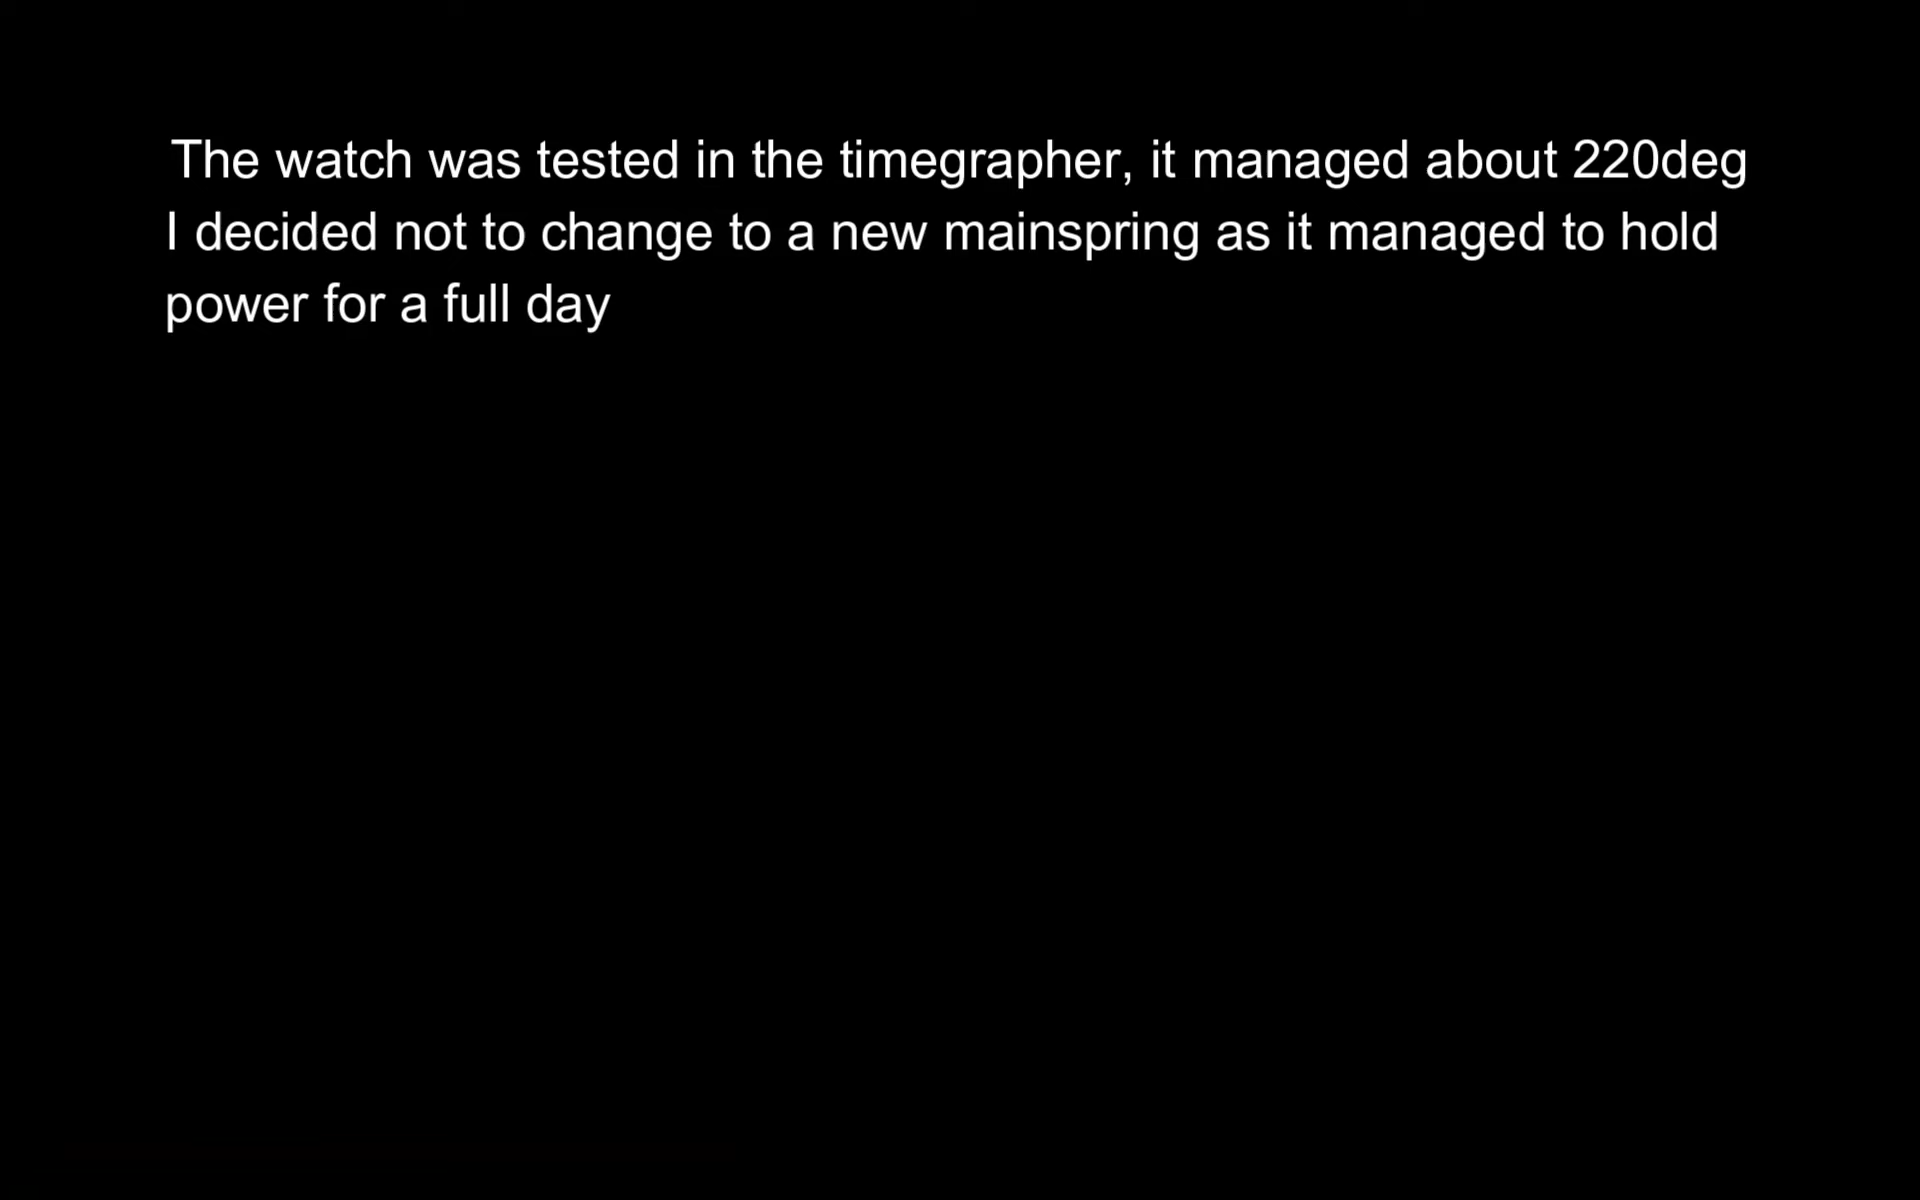 The watch was tested in the timegrapher, it managed about 220deg
I decided not to change to a new mainspring as it managed to hold
power for a full day